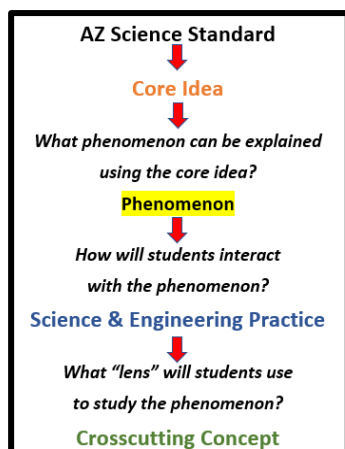 AZ Science Standard
Core Idea
What phenomenon can be explained
using the core idea?
Phenomenon
How will students interact
with the phenomenon?
Science & Engineering Practice
What “lens” will students use
to study the phenomenon?
Crosscutting Concept